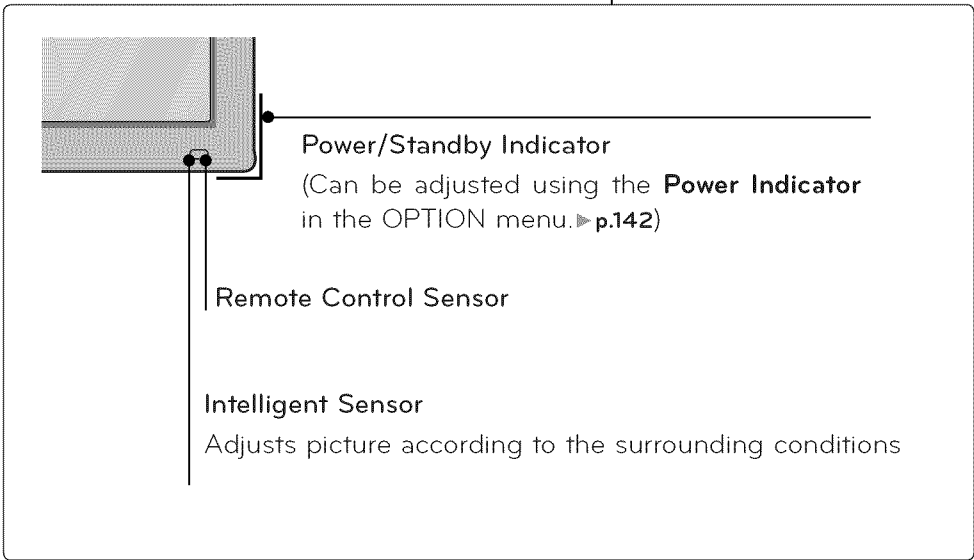 Power/Standby Indicator
(Can be adjusted using the Power Indicator
in the OPTION menu.▶p.142)
Remote Control Sensor
Intelligent Sensor
Adjusts picture according to the surrounding conditions